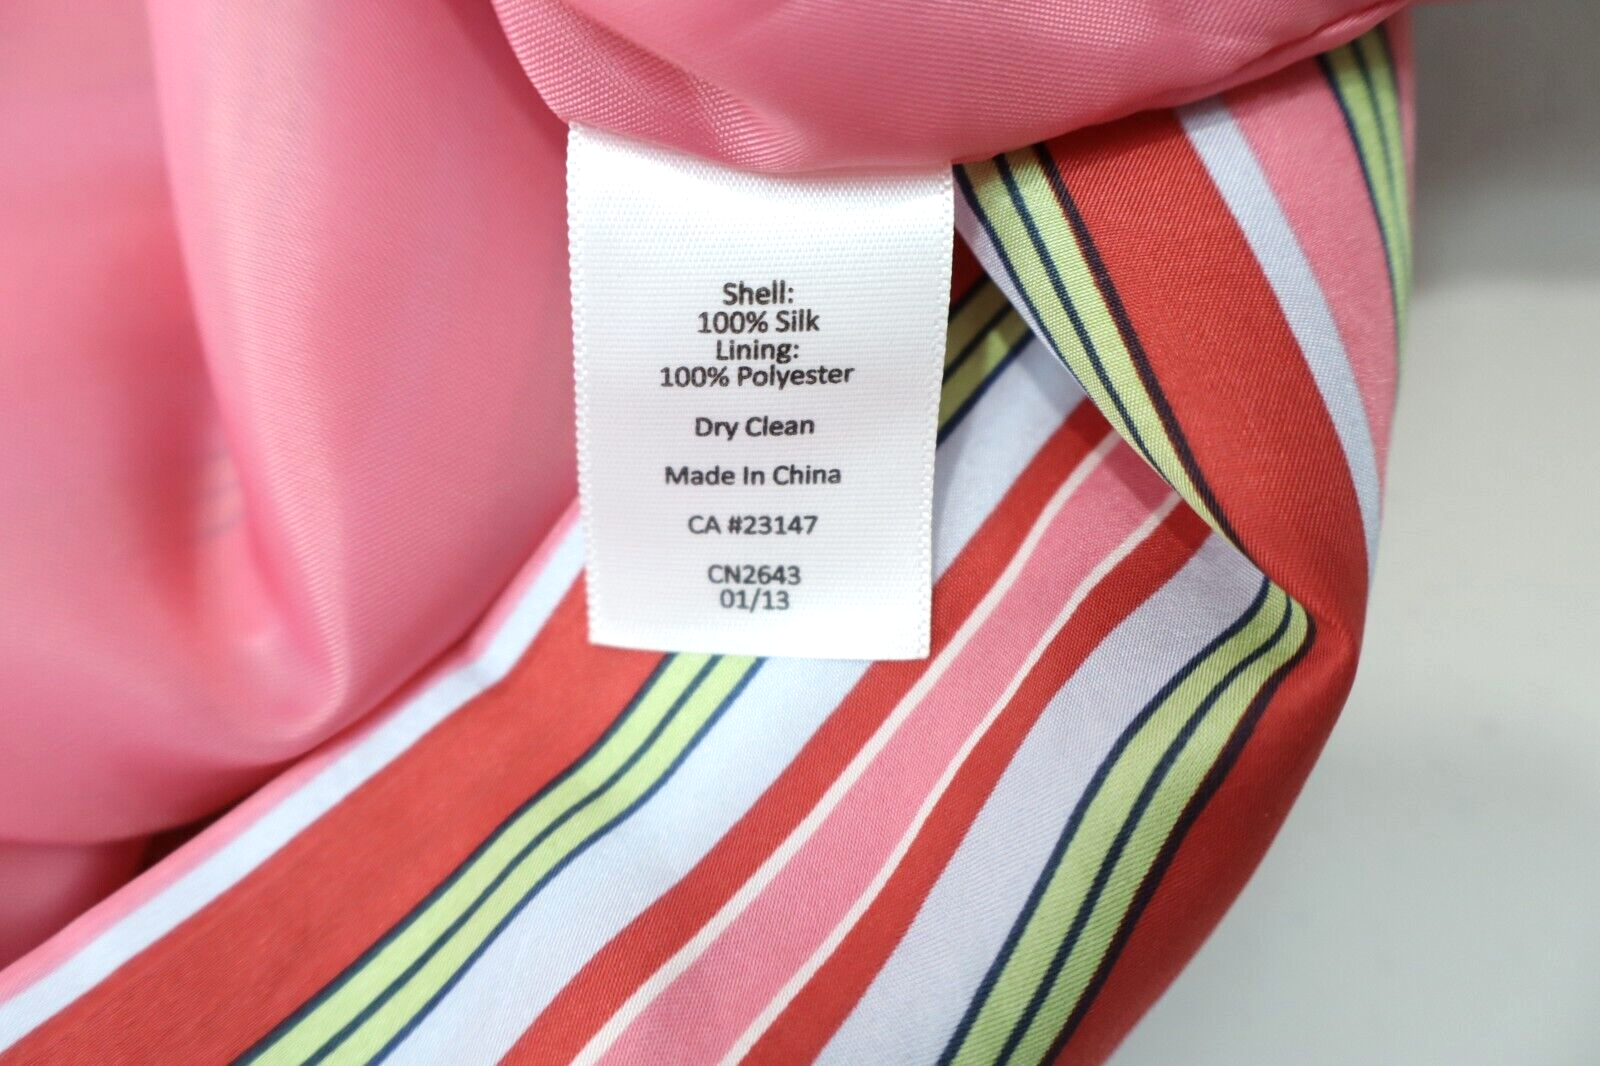 Shell:
100% Silk
Lining:
100% Polyester
Dry Clean
Made In China
CA #23147
CN2643
01/13